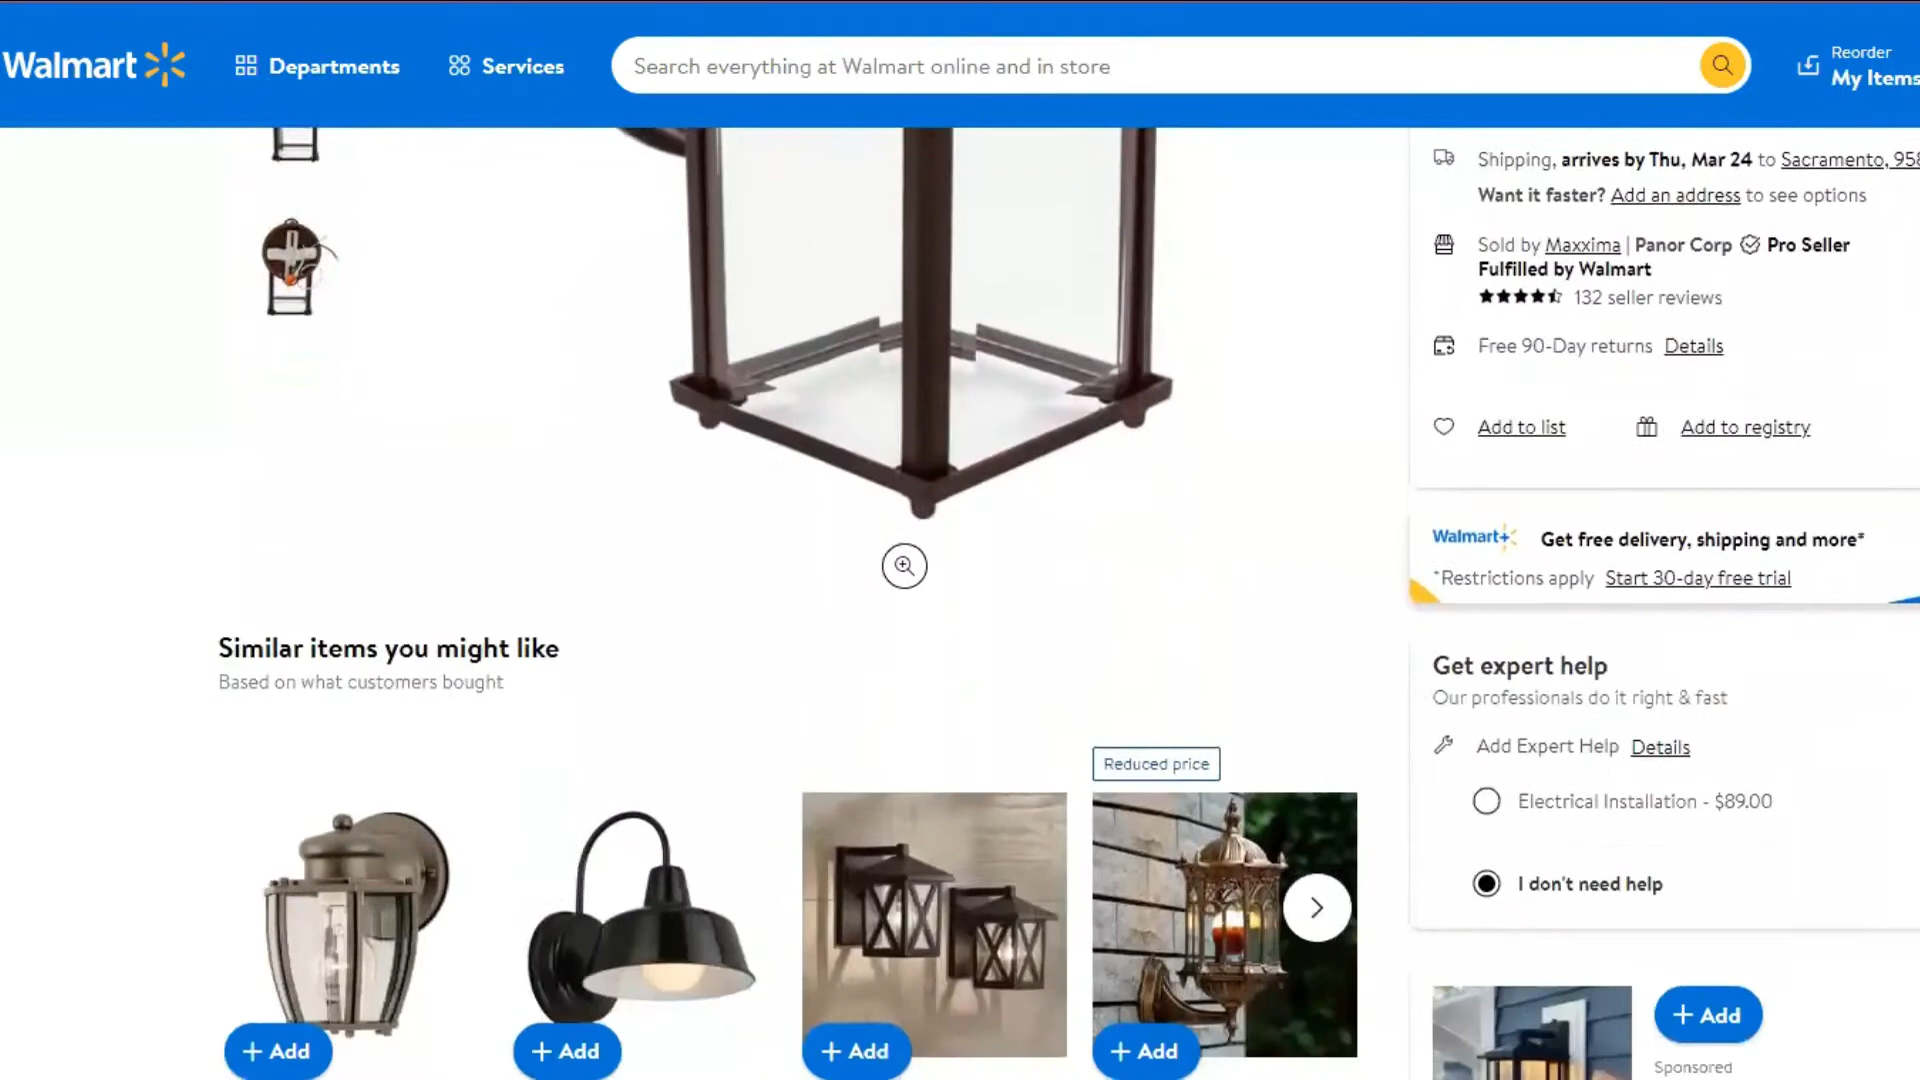 Walmart
Departments
Services
Search everything at Walmart online and in store
Reorder
My Items
Shipping, arrives by Thu, Mar 24 to Sacramento, 958
Want it faster? Add an address to see options
Sold by Maxxima | Panor Corp Pro Seller
Fulfilled by Walmart
132 seller reviews
Free 90-Day returns Details
Add to list
Add to registry
Walmart+ Get free delivery, shipping and more*
*Restrictions apply Start 30-day free trial
Similar items you might like
Based on what customers bought
Get expert help
Our professionals do it right & fast
Add Expert Help Details
Electrical Installation - $89.00
I don't need help
Reduced price
+ Add
+ Add
+ Add
+ Add
+ Add
Sponsored